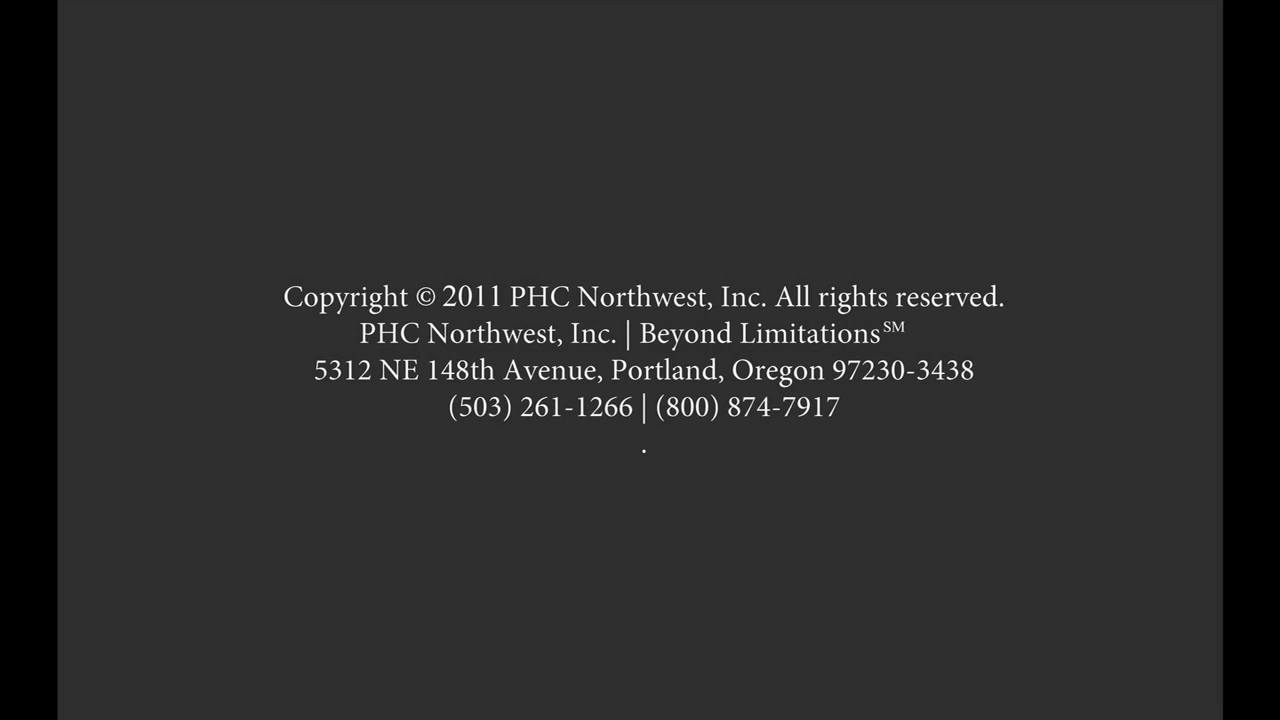 Copyright © 2011 PHC Northwest, Inc. All rights reserved.
PHC Northwest, Inc. | Beyond Limitations℠
5312 NE 148th Avenue, Portland, Oregon 97230-3438
(503) 261-1266 | (800) 874-7917
.